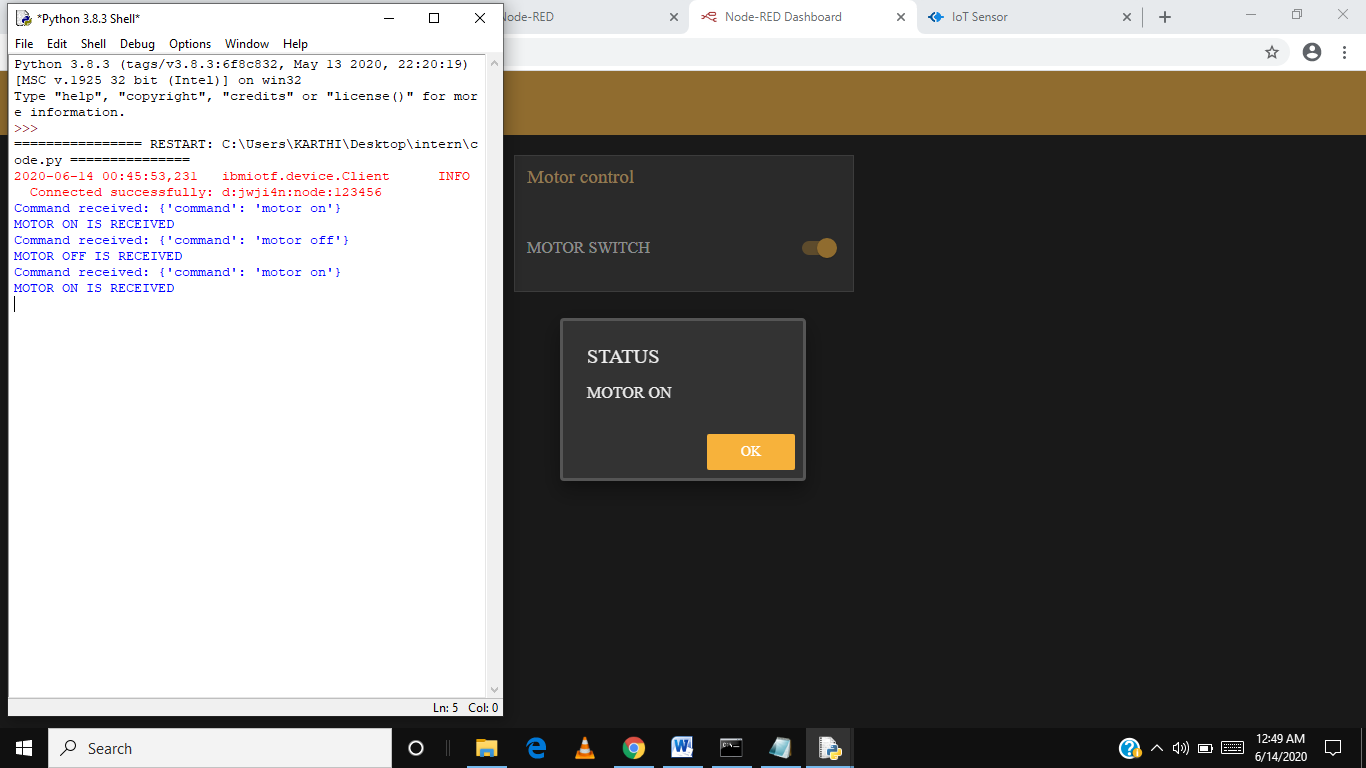 *Python 3.8.3 Shell*
File Edit Shell Debug Options Window Help
Python 3.8.3 (tags/v3.8.3:6f8c832, May 13 2020, 22:20:19)
[MSC v.1925 32 bit (Intel)] on win32
Type "help", "copyright", "credits" or "license()" for mor
e information.
>>>
================ RESTART: C:\Users\KARTHI\Desktop\intern\c
ode.py ===============
2020-06-14 00:45:53,231 ibmiotf.device.Client INFO
Connected successfully: d:jwji4n:node:123456
Command received: {'command': 'motor on'}
MOTOR ON IS RECEIVED
Command received: {'command': 'motor off'}
MOTOR OFF IS RECEIVED
Command received: {'command': 'motor on'}
MOTOR ON IS RECEIVED
Ln: 5 Col: 0
Node-RED
Node-RED Dashboard
IoT Sensor
Motor control
MOTOR SWITCH
STATUS
MOTOR ON
OK
Search
12:49 AM
6/14/2020